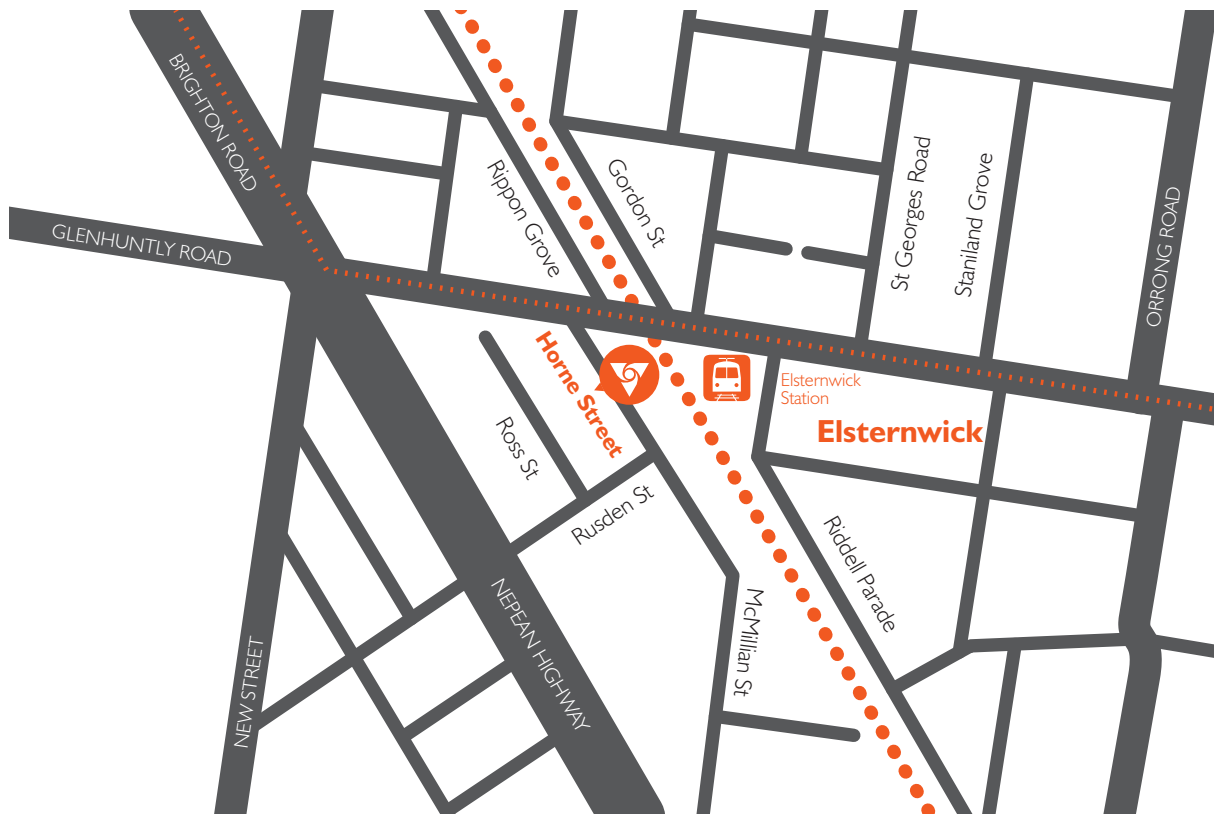 BRIGHTON ROAD
GLENHUNTLY ROAD
Rippon Grove
Gordon St
St Georges Road
Staniland Grove
ORRONG ROAD
Horne Street
Elsternwick
Station
Elsternwick
Ross St
Rusden St
Riddell Parade
McMillian St
NEPEAN HIGHWAY
NEW STREET